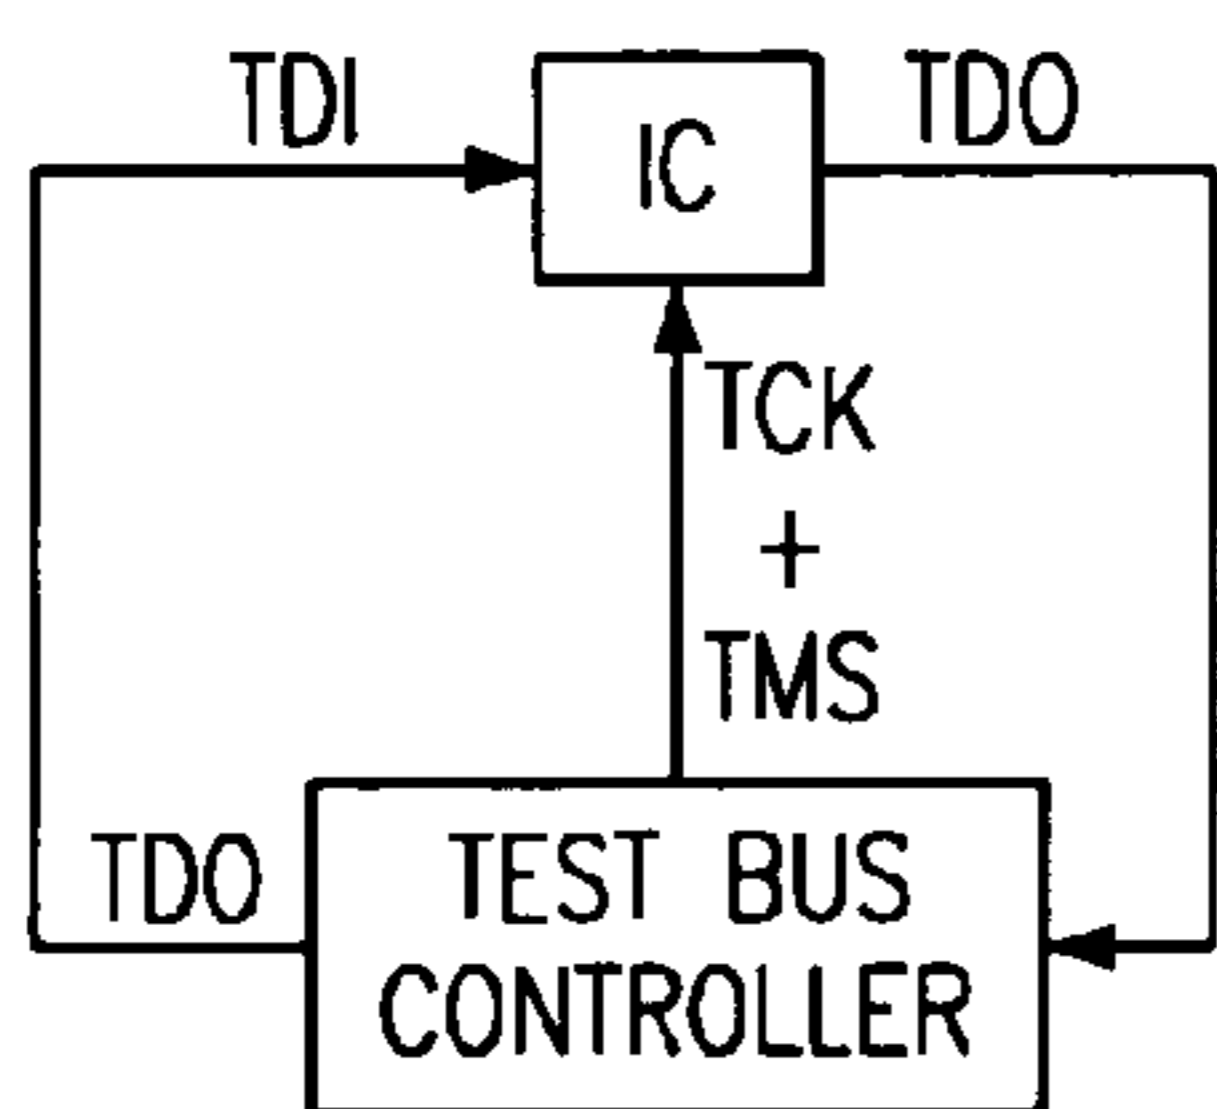 TDI
IC
TDO
TCK
+
TMS
TDO
TEST BUS
CONTROLLER